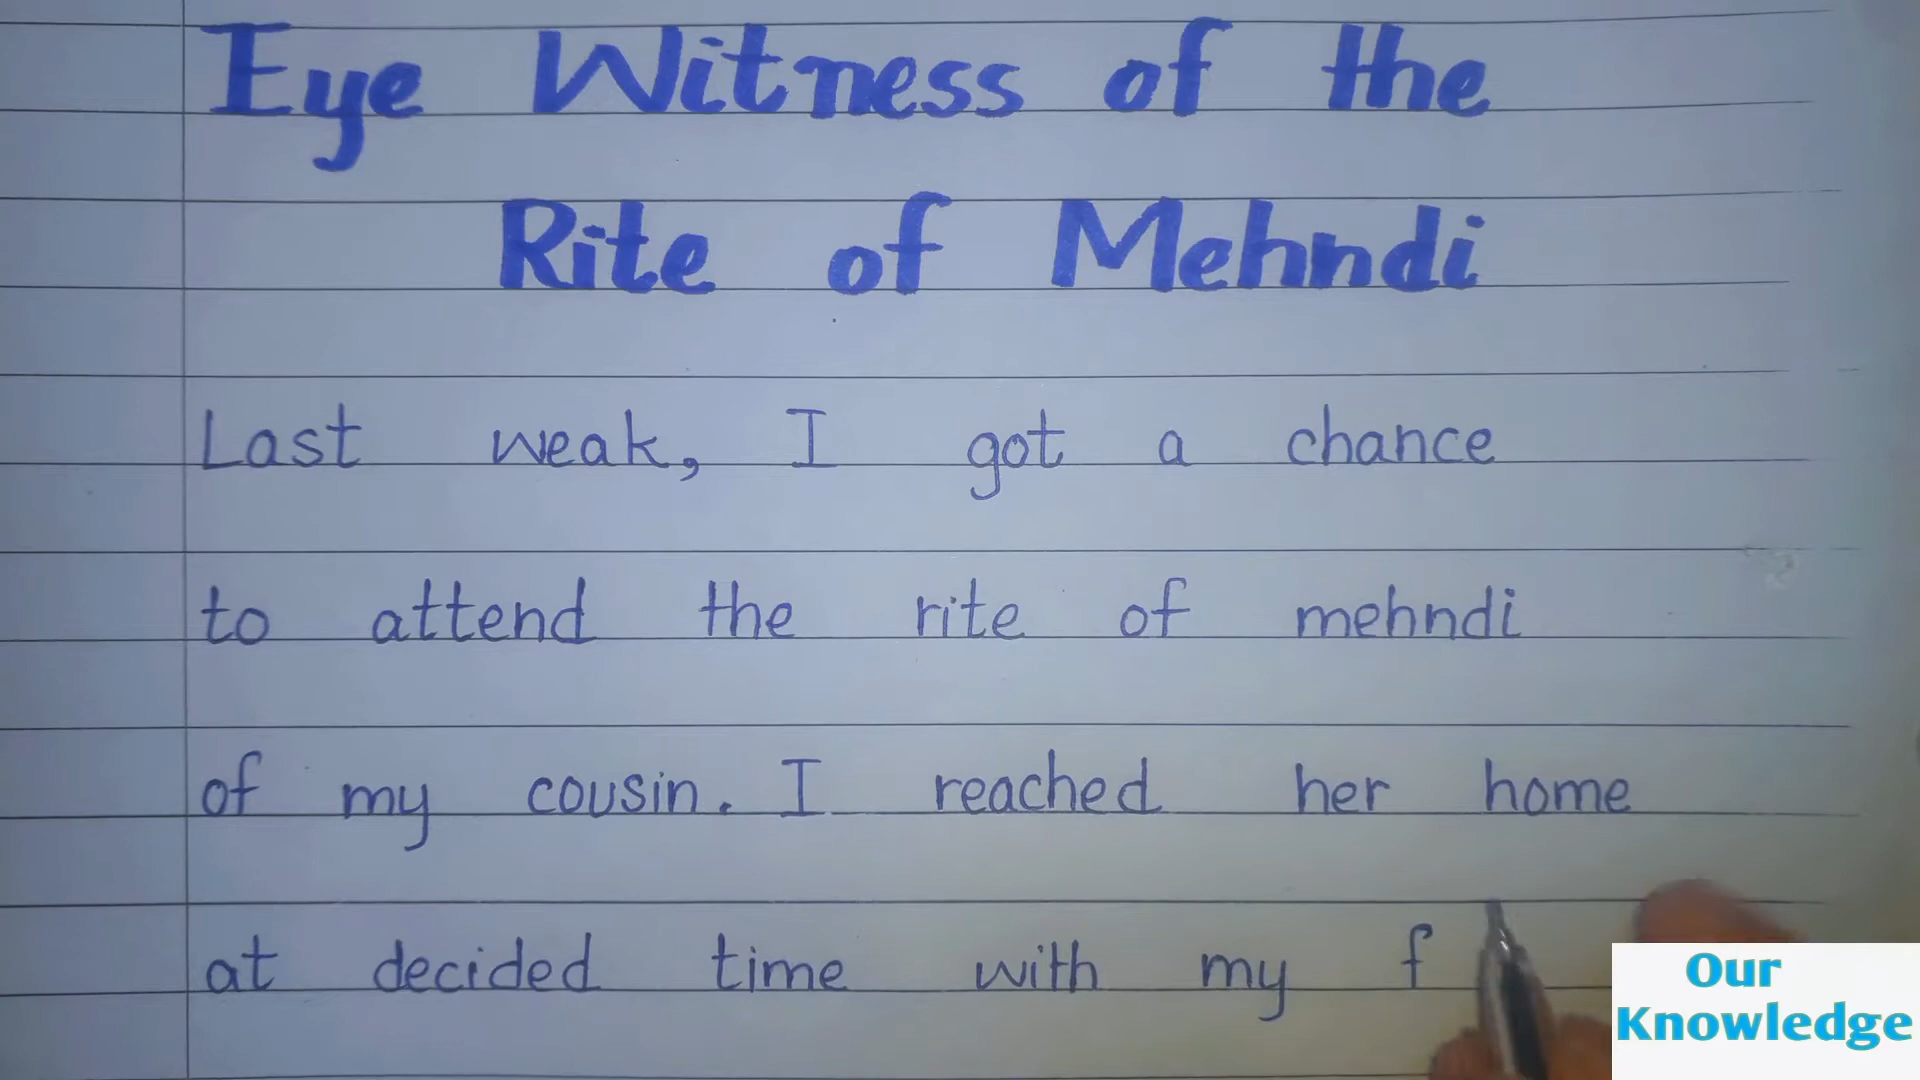 Eye Witness of the
Rite of Mehndi
Last weak, I got a chance
to attend the rite of mehndi
of my cousin. I reached her home
at decided time with my f
Our
Knowledge